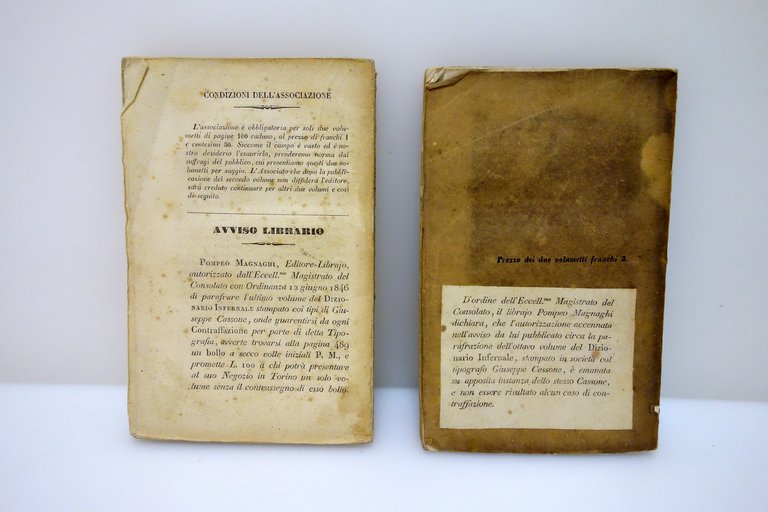 CONDIZIONI DELL'ASSOCIAZIONE
L'associazione è obbligatoria per soli due volu-
metti di pagine 160 caduno, al prezzo di franchi 1
e centesimi 50. Siccome il campo è vasto ed è no-
stro desiderio l'esaurirlo, prenderemo norma dai
suffragi del pubblico, cui presentiamo questi due vo-
lumetti per saggio. L'Associato che dopo la pubbli-
cazione del secondo volume non diffiderà l'editore,
sarà creduto continuare per altri due volumi e così
di seguito.
AVVISO LIBRARIO
POMPEO MAGNAGHI, Editore-Librajo,
autorizzato dall'Eccell.mo Magistrato del
Consolato con Ordinanza 12 giugno 1846
di parafrare l'ultimo volume del DIZIO-
NARIO INFERNALE stampato coi tipi di Giu-
seppe Cassone, onde guarentirsi da ogni
Contraffazione per parte di detta Tipo-
grafia, avverte trovarsi alla pagina 489
un bollo a secco colle iniziali P. M., e
promette L. 100 a chi potrà presentare
al suo Negozio in Torino un solo vo-
lume senza il contrassegno di esso bollo.
Prezzo dei due volumetti franchi 3.
D'ordine dell'Eccell.mo Magistrato del
Consolato, il librajo Pompeo Magnaghi
dichiara, che l'autorizzazione accennata
nell'avviso da lui pubblicato circa la pa-
rafrazione dell'ottavo volume del Dizio-
nario Infernale, stampato in società col
tipografo Giuseppe Cassone, è emanata
su apposita instanza dello stesso Cassone,
e non essere risultato alcun caso di con-
traffazione.